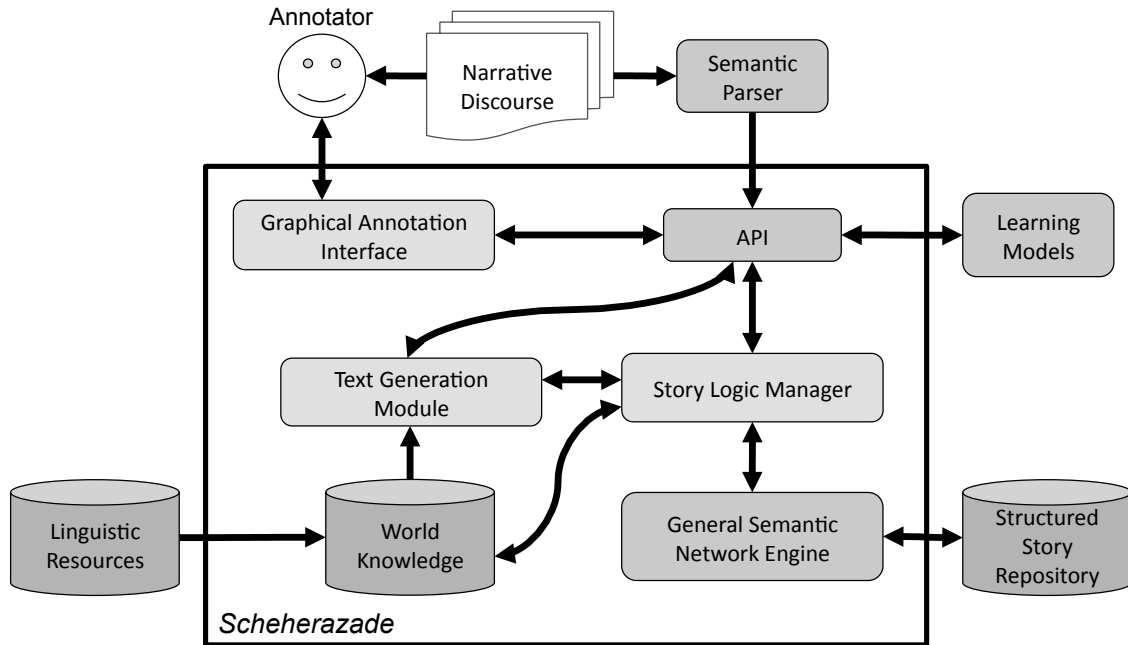 Annotator
Narrative
Discourse
Semantic
Parser
Graphical Annotation
Interface
API
Learning
Models
Text Generation
Module
Story Logic Manager
Linguistic
Resources
World
Knowledge
General Semantic
Network Engine
Structured
Story
Repository
Scheherazade